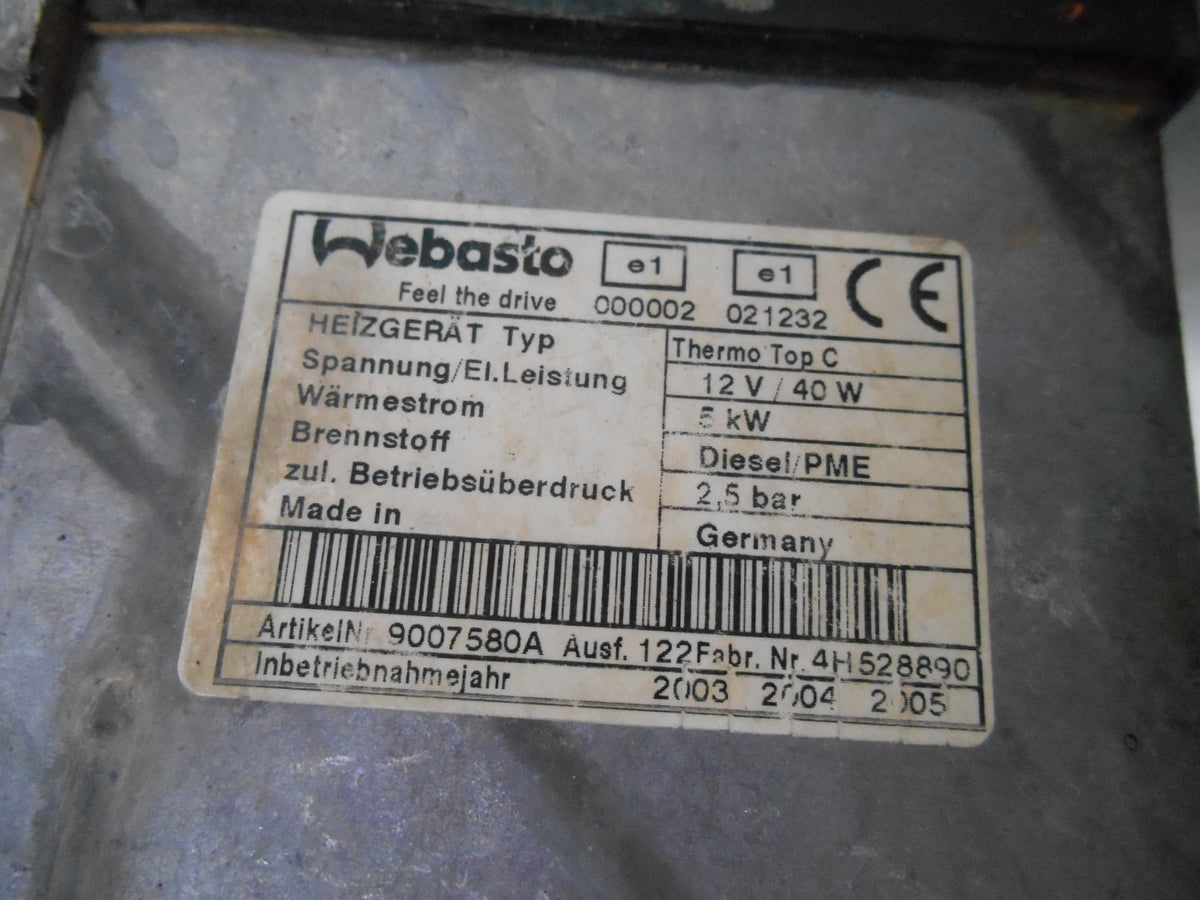 Webasto e1 e1 CE
Feel the drive 000002 021232
HEIZGERÄT Typ Thermo Top C
Spannung/El.Leistung 12 V / 40 W
Wärmestrom 5 kW
Brennstoff Diesel/PME
zul. Betriebsüberdruck 2,5 bar
Made in Germany
ArtikelNr. 9007580A Ausf. 122 Fabr. Nr. 4H528890
Inbetriebnahmejahr 2003 2004 2005